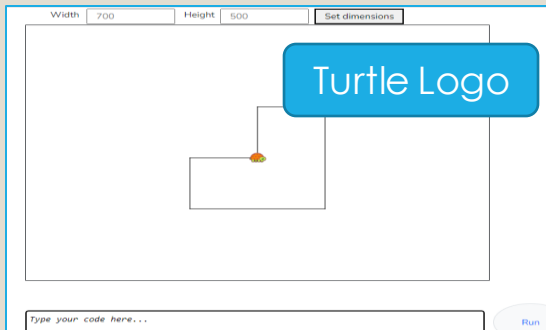 Width 700 Height 500 Set dimensions
Turtle Logo
Type your code here...
Run